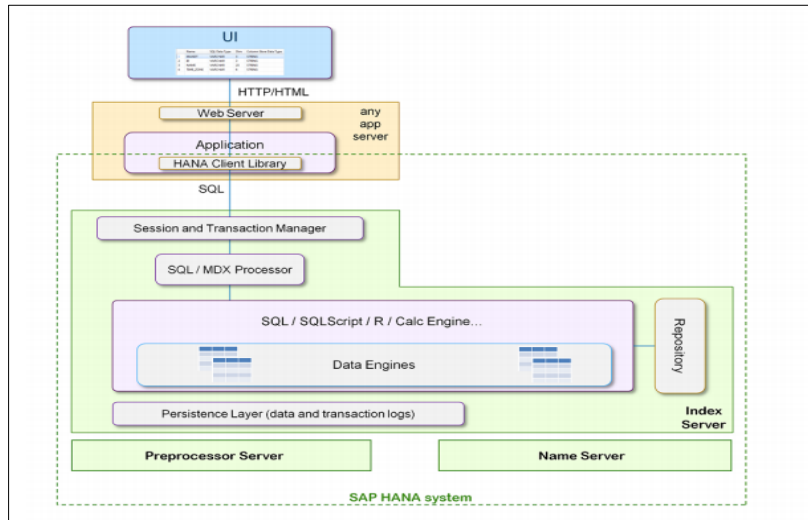 UI
HTTP/HTML
Web Server
any
app
server
Application
HANA Client Library
SQL
Session and Transaction Manager
SQL / MDX Processor
SQL / SQLScript / R / Calc Engine…
Data Engines
Repository
Persistence Layer (data and transaction logs)
Index
Server
Preprocessor Server
Name Server
SAP HANA system